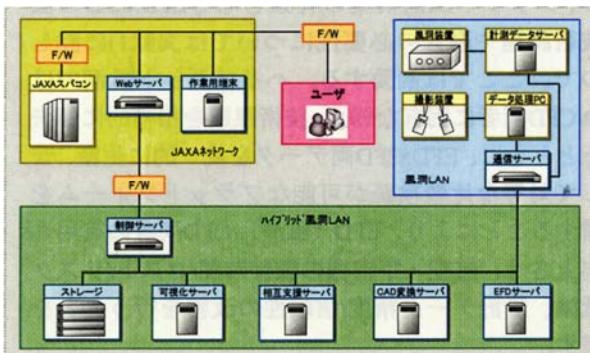 F/W
F/W
JAXAスパコン
Webサーバ
作業用端末
JAXAネットワーク
F/W
ユーザ
風洞装置
計測データサーバ
撮影装置
データ処理PC
通信サーバ
風洞LAN
F/W
ハイブリッド風洞LAN
制御サーバ
ストレージ
可視化サーバ
相互支援サーバ
CAD変換サーバ
EFDサーバ